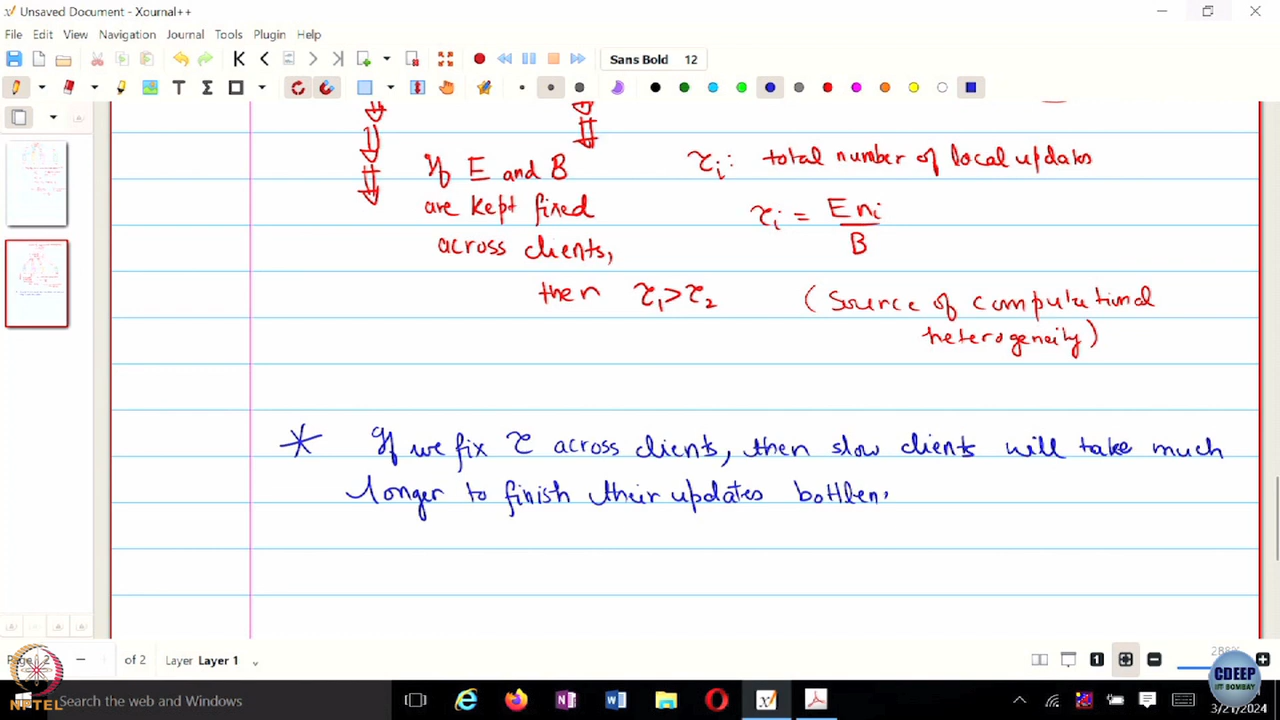 Unsaved Document - Xournal++
File Edit View Navigation Journal Tools Plugin Help
Sans Bold 12
If E and B
are kept fixed
across clients,
then τ₁>τ₂
τᵢ: total number of local updates
τᵢ = E nᵢ / B
(Source of computational
heterogeneity)
* If we fix τ across clients, then slow clients will take much
longer to finish their updates bottlen
of 2 Layer Layer 1
288%
Search the web and Windows
NPTEL
CDEEP
IIT BOMBAY
3/21/2024